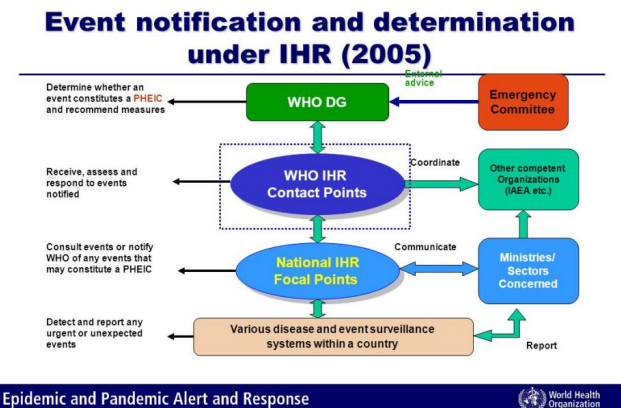 Event notification and determination
under IHR (2005)
Determine whether an
event constitutes a PHEIC
and recommend measures
WHO DG
External
advice
Emergency
Committee
Receive, assess and
respond to events
notified
WHO IHR
Contact Points
Coordinate
Other competent
Organizations
(IAEA etc.)
Consult events or notify
WHO of any events that
may constitute a PHEIC
National IHR
Focal Points
Communicate
Ministries/
Sectors
Concerned
Detect and report any
urgent or unexpected
events
Various disease and event surveillance
systems within a country
Report
Epidemic and Pandemic Alert and Response
World Health
Organization